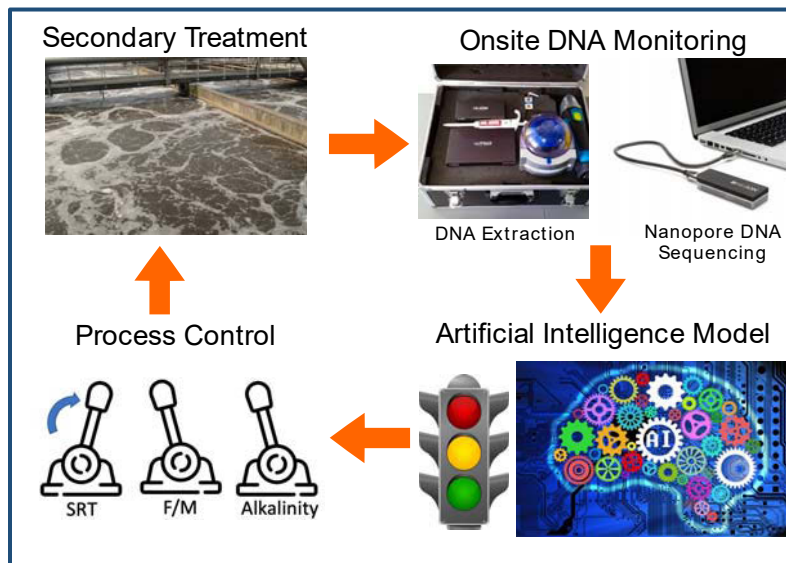 Secondary Treatment
Onsite DNA Monitoring
DNA Extraction
Nanopore DNA
Sequencing
Process Control
Artificial Intelligence Model
AI
SRT
F/M
Alkalinity